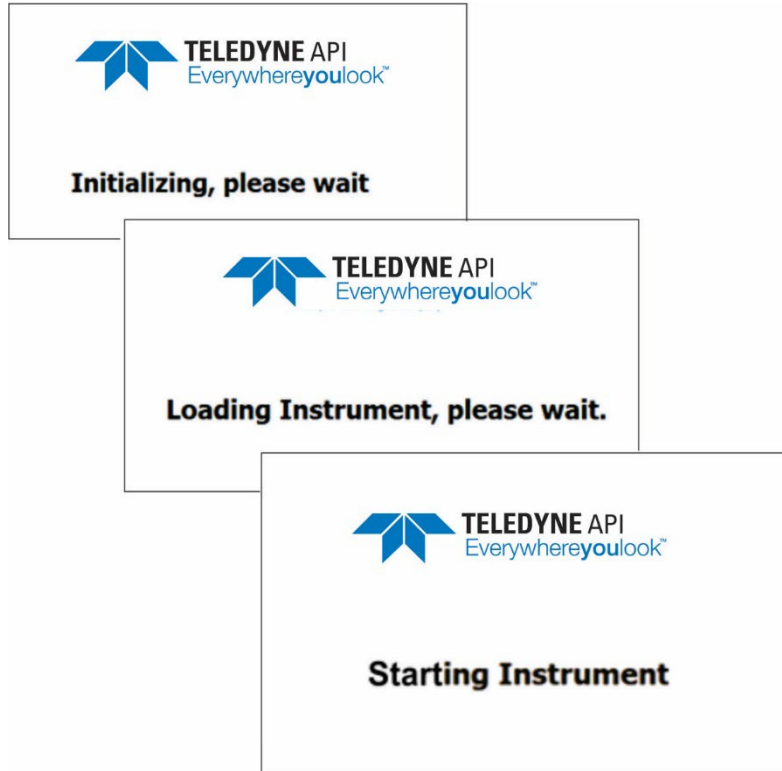 TELEDYNE API
Everywhereyoulook™
Initializing, please wait
TELEDYNE API
Everywhereyoulook™
Loading Instrument, please wait.
TELEDYNE API
Everywhereyoulook™
Starting Instrument